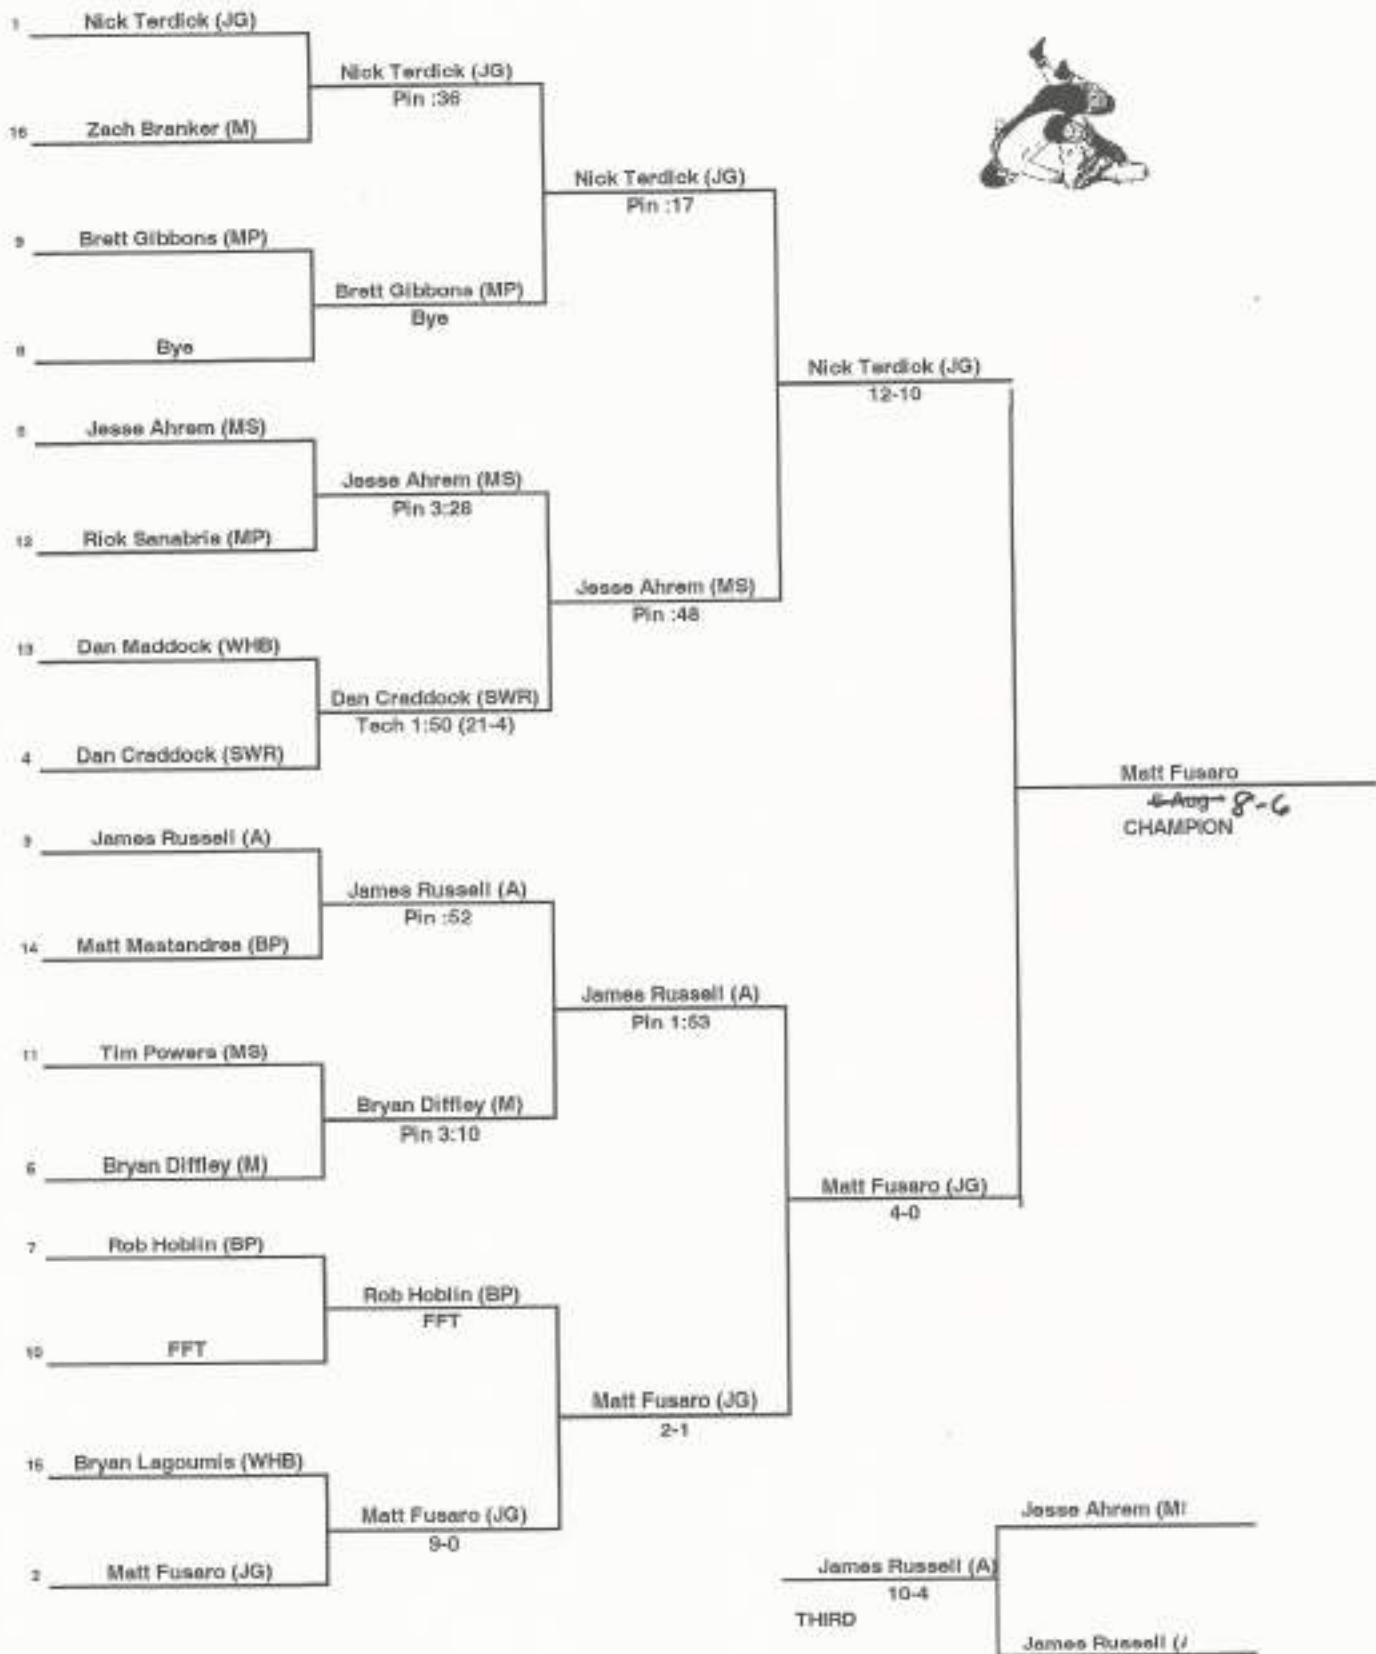 1 Nick Terdick (JG)
Nick Terdick (JG)
Pin :36
16 Zach Branker (M)
Nick Terdick (JG)
Pin :17
9 Brett Gibbons (MP)
Brett Gibbons (MP)
Bye
8 Bye
Nick Terdick (JG)
12-10
5 Jesse Ahrem (MS)
Jesse Ahrem (MS)
Pin 3:28
12 Rick Sanabria (MP)
Jesse Ahrem (MS)
Pin :48
13 Dan Maddock (WHB)
Dan Craddock (SWR)
Tech 1:50 (21-4)
4 Dan Craddock (SWR)
Matt Fusaro
6 Aug 8-6
CHAMPION
3 James Russell (A)
James Russell (A)
Pin :52
14 Matt Mastandrea (BP)
James Russell (A)
Pin 1:53
11 Tim Powers (MS)
Bryan Diffley (M)
Pin 3:10
6 Bryan Diffley (M)
Matt Fusaro (JG)
4-0
7 Rob Hoblin (BP)
Rob Hoblin (BP)
FFT
10 FFT
Matt Fusaro (JG)
2-1
15 Bryan Lagoumis (WHB)
Matt Fusaro (JG)
9-0
2 Matt Fusaro (JG)
Jesse Ahrem (M
James Russell (A)
10-4
THIRD
James Russell (